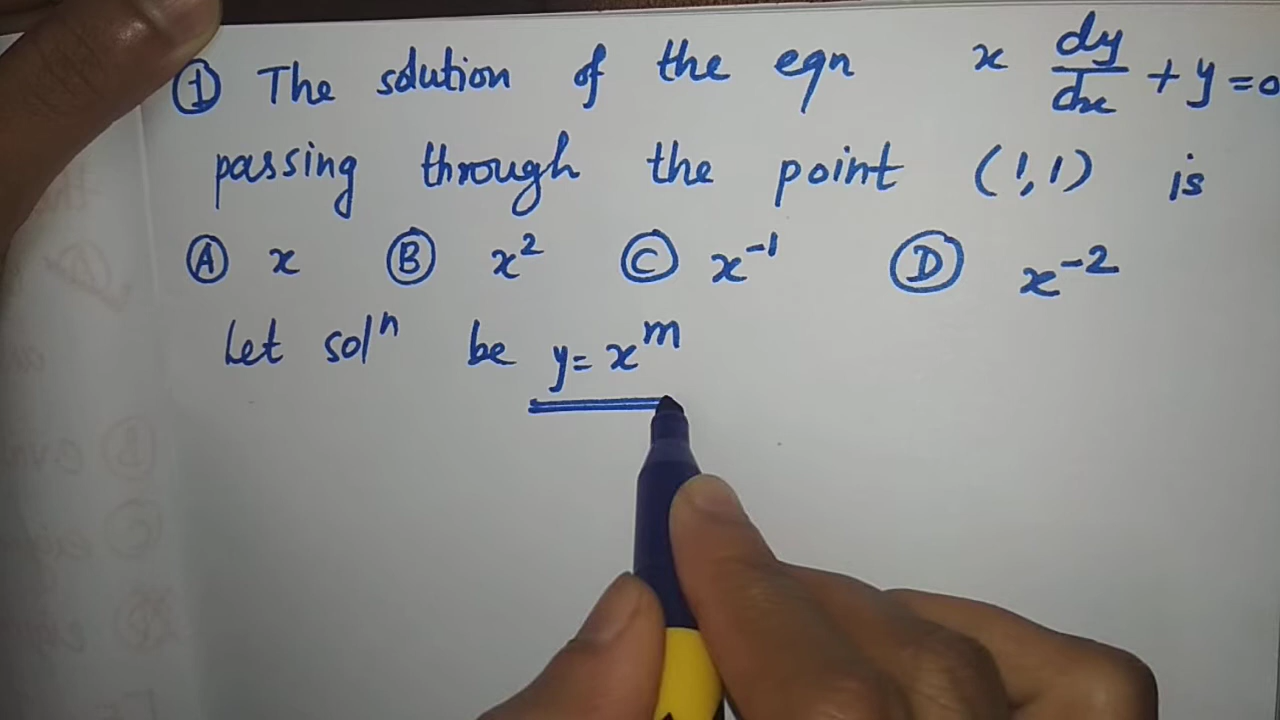 ① The solution of the eqn x dy/dx + y = 0
passing through the point (1,1) is
Ⓐ x Ⓑ x² Ⓒ x⁻¹ Ⓓ x⁻²
Let solⁿ be y = xᵐ